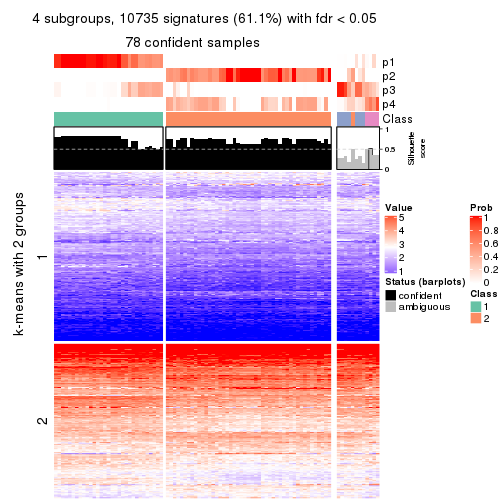 4 subgroups, 10735 signatures (61.1%) with fdr < 0.05
78 confident samples
p1
p2
p3
p4
Class
1
0.5
0
Silhouette
score
k-means with 2 groups
1
2
Value
5
4
3
2
1
Prob
1
0.8
0.6
0.4
0.2
0
Status (barplots)
confident
ambiguous
Class
1
2